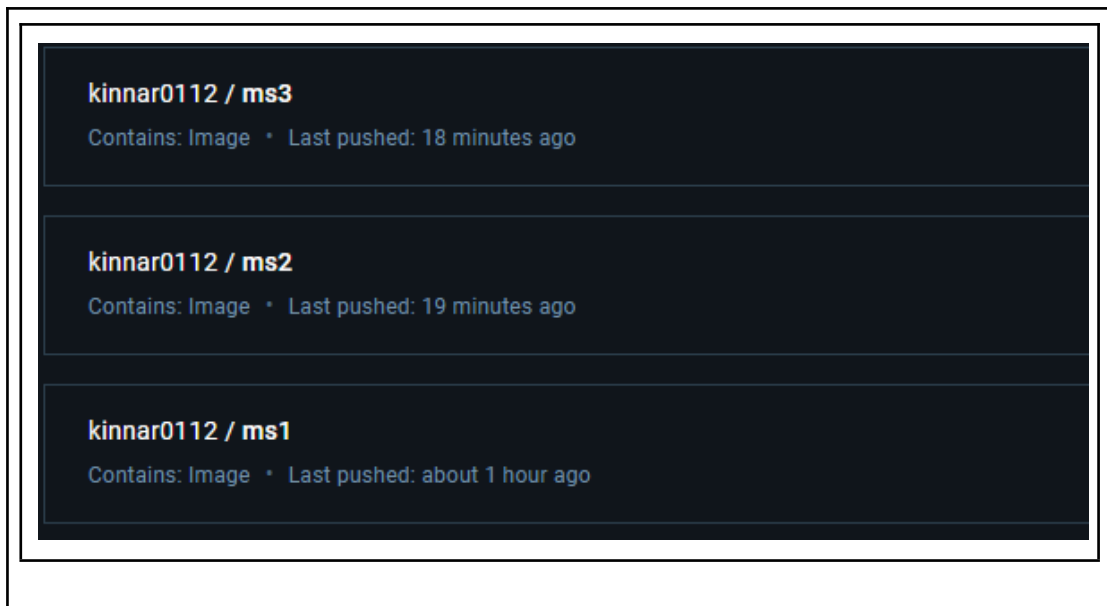 kinnar0112 / ms3
Contains: Image • Last pushed: 18 minutes ago
kinnar0112 / ms2
Contains: Image • Last pushed: 19 minutes ago
kinnar0112 / ms1
Contains: Image • Last pushed: about 1 hour ago